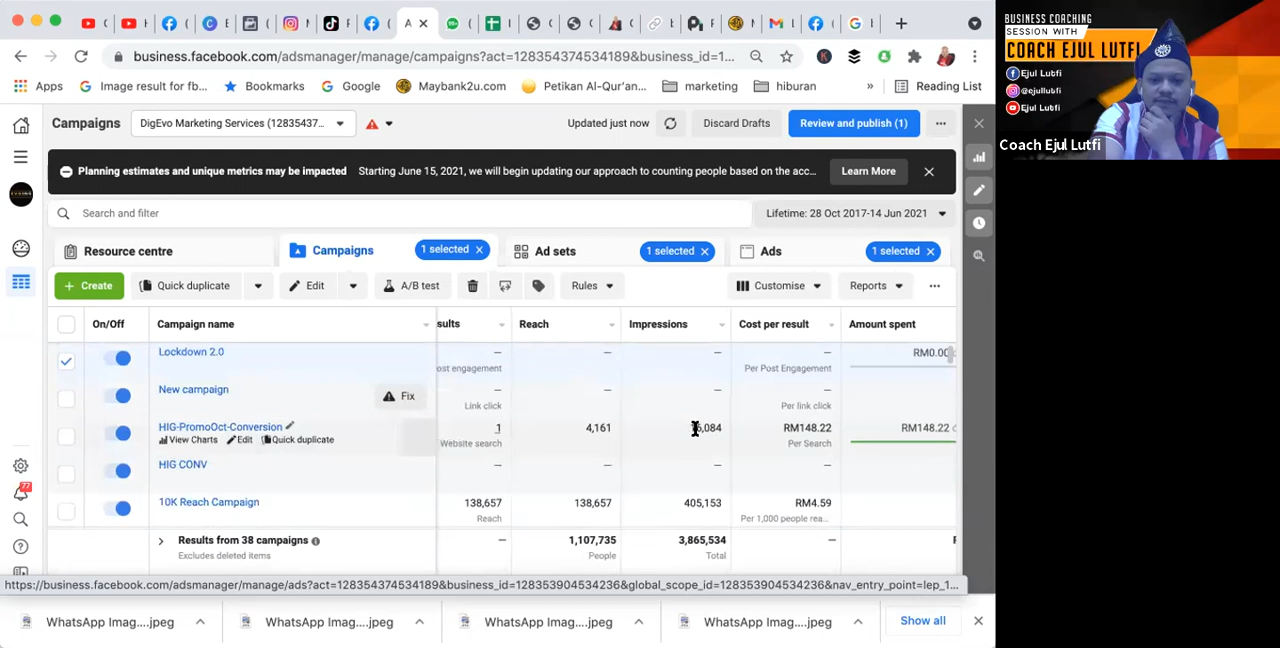 business.facebook.com/adsmanager/manage/campaigns?act=128354374534189&business_id=1...
Apps Image result for fb... Bookmarks Google Maybank2u.com Petikan Al-Qur'an... marketing hiburan » Reading List
Campaigns DigEvo Marketing Services (12835437... Updated just now Discard Drafts Review and publish (1)
Planning estimates and unique metrics may be impacted Starting June 15, 2021, we will begin updating our approach to counting people based on the acc... Learn More
Search and filter Lifetime: 28 Oct 2017-14 Jun 2021
Resource centre Campaigns 1 selected Ad sets 1 selected Ads 1 selected
+ Create Quick duplicate Edit A/B test Rules Customise Reports
On/Off Campaign name sults Reach Impressions Cost per result Amount spent
Lockdown 2.0 — — — — RM0.00
ost engagement Per Post Engagement
New campaign — — — —
Fix
Link click Per link click
HIG-PromoOct-Conversion 1 4,161 6,084 RM148.22 RM148.22
View Charts Edit Quick duplicate Website search Per Search
HIG CONV — — — —
10K Reach Campaign 138,657 138,657 405,153 RM4.59
Reach Per 1,000 people rea...
Results from 38 campaigns — 1,107,735 3,865,534 —
Excludes deleted items People Total
77
https://business.facebook.com/adsmanager/manage/ads?act=128354374534189&business_id=128353904534236&global_scope_id=128353904534236&nav_entry_point=lep_1...
WhatsApp Imag....jpeg WhatsApp Imag....jpeg WhatsApp Imag....jpeg WhatsApp Imag....jpeg Show all
BUSINESS COACHING
SESSION WITH
COACH EJUL LUTFI
Ejul Lutfi
@ejullutfi
Ejul Lutfi
Coach Ejul Lutfi